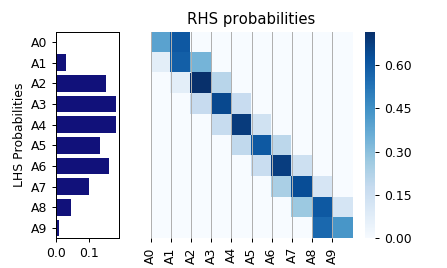 RHS probabilities
LHS Probabilities
A0
A1
A2
A3
A4
A5
A6
A7
A8
A9
0.0 0.1
A0 A1 A2 A3 A4 A5 A6 A7 A8 A9
0.60
0.45
0.30
0.15
0.00